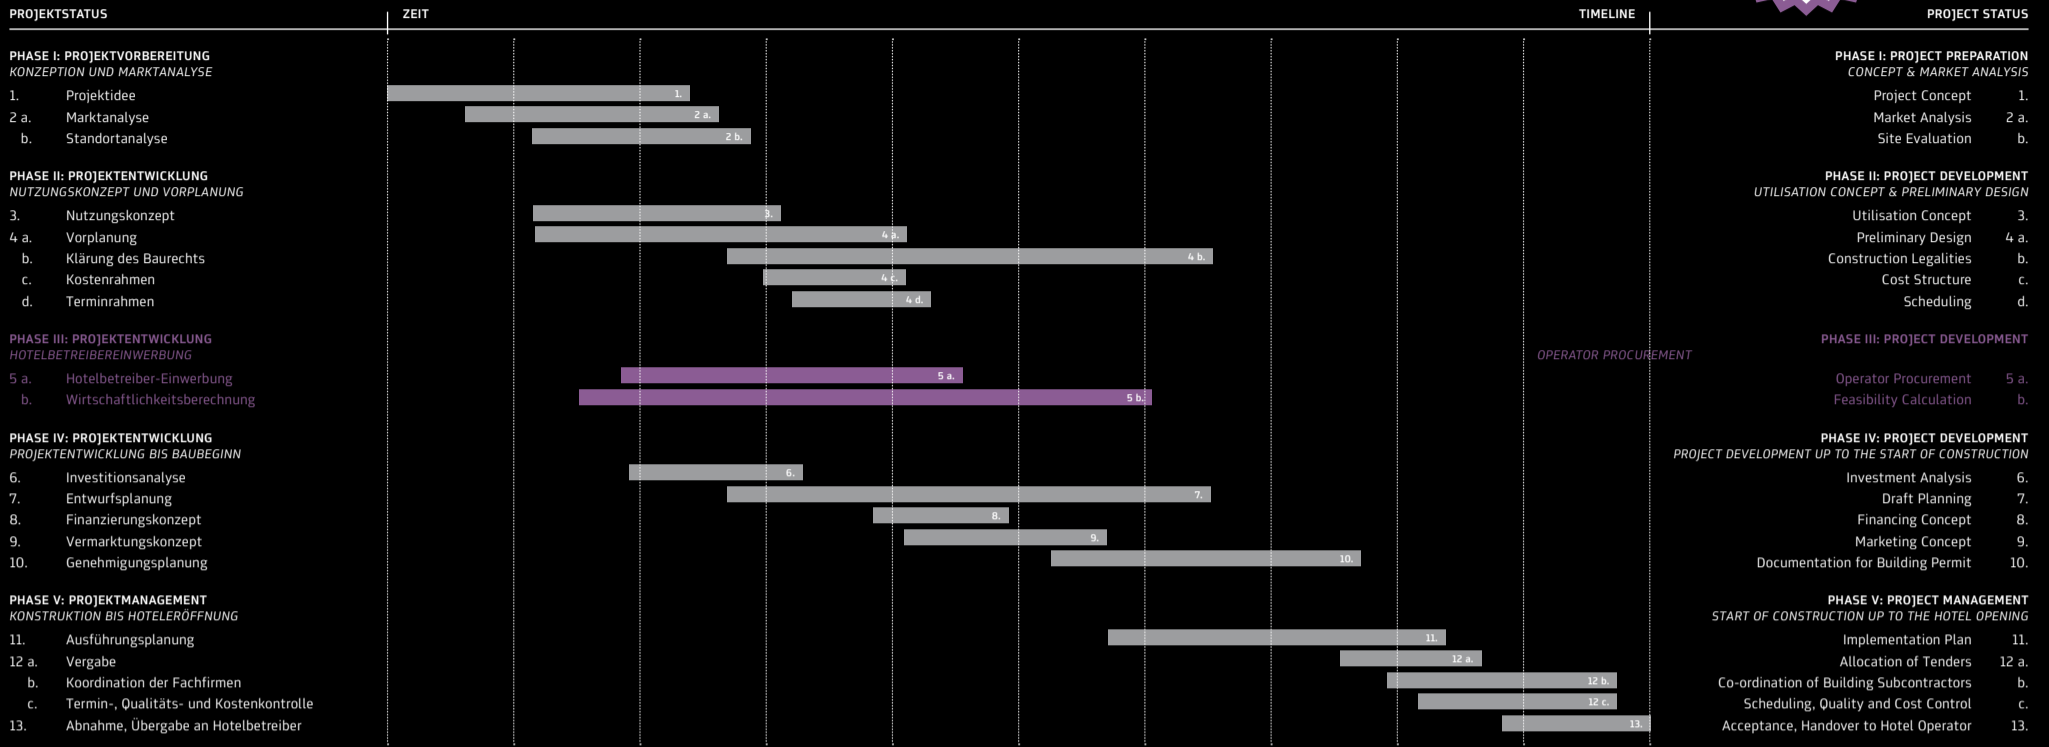 PROJEKTSTATUS ZEIT TIMELINE PROJECT STATUS
PHASE I: PROJEKTVORBEREITUNG PHASE I: PROJECT PREPARATION
KONZEPTION UND MARKTANALYSE CONCEPT & MARKET ANALYSIS
1. Projektidee 1. Project Concept 1.
2 a. Marktanalyse 2 a. Market Analysis 2 a.
b. Standortanalyse 2 b. Site Evaluation b.
PHASE II: PROJEKTENTWICKLUNG PHASE II: PROJECT DEVELOPMENT
NUTZUNGSKONZEPT UND VORPLANUNG UTILISATION CONCEPT & PRELIMINARY DESIGN
3. Nutzungskonzept 3. Utilisation Concept 3.
4 a. Vorplanung 4 a. Preliminary Design 4 a.
b. Klärung des Baurechts 4 b. Construction Legalities b.
c. Kostenrahmen 4 c. Cost Structure c.
d. Terminrahmen 4 d. Scheduling d.
PHASE III: PROJEKTENTWICKLUNG PHASE III: PROJECT DEVELOPMENT
HOTELBETREIBEREINWERBUNG OPERATOR PROCUREMENT
5 a. Hotelbetreiber-Einwerbung 5 a. Operator Procurement 5 a.
b. Wirtschaftlichkeitsberechnung 5 b. Feasibility Calculation b.
PHASE IV: PROJEKTENTWICKLUNG PHASE IV: PROJECT DEVELOPMENT
PROJEKTENTWICKLUNG BIS BAUBEGINN PROJECT DEVELOPMENT UP TO THE START OF CONSTRUCTION
6. Investitionsanalyse 6. Investment Analysis 6.
7. Entwurfsplanung 7. Draft Planning 7.
8. Finanzierungskonzept 8. Financing Concept 8.
9. Vermarktungskonzept 9. Marketing Concept 9.
10. Genehmigungsplanung 10. Documentation for Building Permit 10.
PHASE V: PROJEKTMANAGEMENT PHASE V: PROJECT MANAGEMENT
KONSTRUKTION BIS HOTELERÖFFNUNG START OF CONSTRUCTION UP TO THE HOTEL OPENING
11. Ausführungsplanung 11. Implementation Plan 11.
12 a. Vergabe 12 a. Allocation of Tenders 12 a.
b. Koordination der Fachfirmen 12 b. Co-ordination of Building Subcontractors b.
c. Termin-, Qualitäts- und Kostenkontrolle 12 c. Scheduling, Quality and Cost Control c.
13. Abnahme, Übergabe an Hotelbetreiber 13. Acceptance, Handover to Hotel Operator 13.